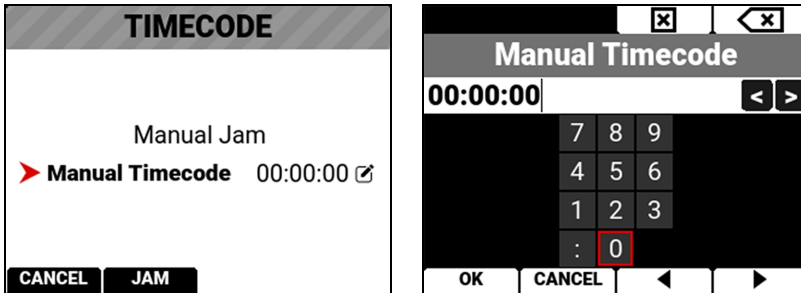 TIMECODE
Manual Jam
Manual Timecode 00:00:00
CANCEL JAM
Manual Timecode
00:00:00 < >
7 8 9
4 5 6
1 2 3
: 0
OK CANCEL